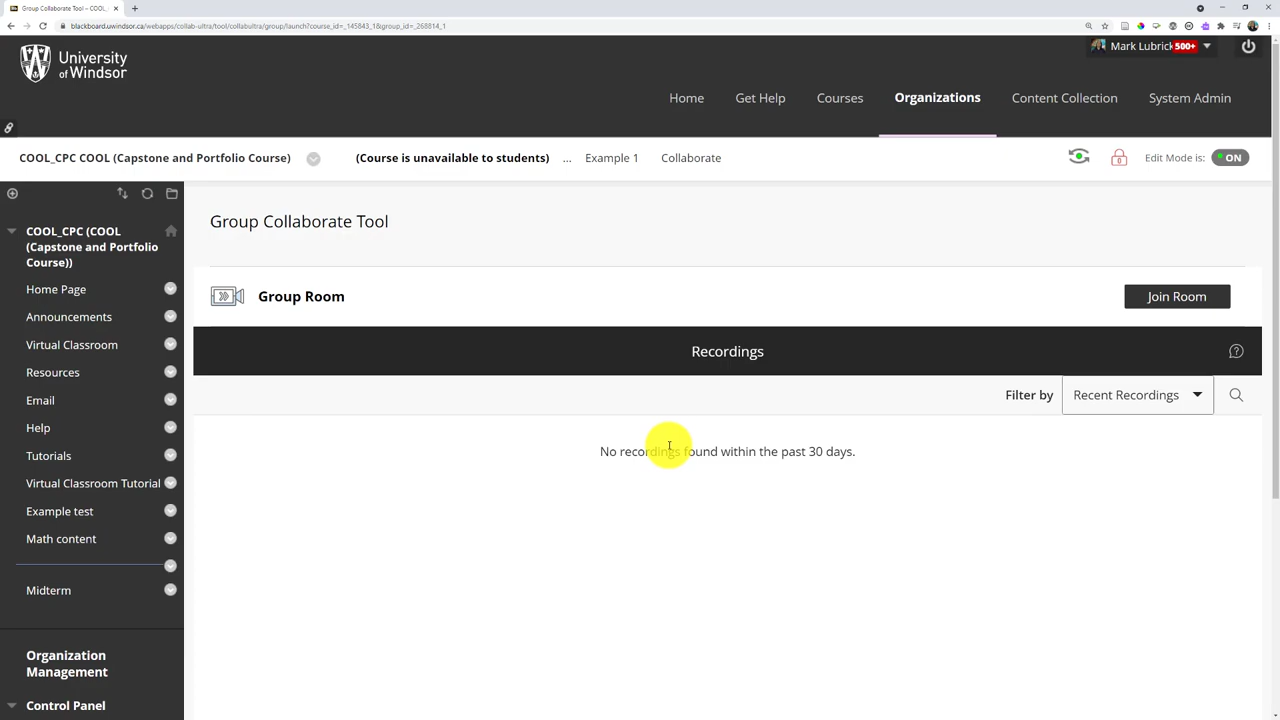 Group Collaborate Tool – COOL_
blackboard.uwindsor.ca/webapps/collab-ultra/tool/collabultra/group/launch?course_id=_145843_1&group_id=_268814_1
University of Windsor
Mark Lubrick 500+
Home Get Help Courses Organizations Content Collection System Admin
COOL_CPC COOL (Capstone and Portfolio Course) (Course is unavailable to students) ... Example 1 Collaborate 0 Edit Mode is: ON
COOL_CPC (COOL
(Capstone and Portfolio
Course))
Home Page
Announcements
Virtual Classroom
Resources
Email
Help
Tutorials
Virtual Classroom Tutorial
Example test
Math content
Midterm
Organization
Management
Control Panel
Group Collaborate Tool
Group Room Join Room
Recordings
Filter by Recent Recordings
No recordings found within the past 30 days.